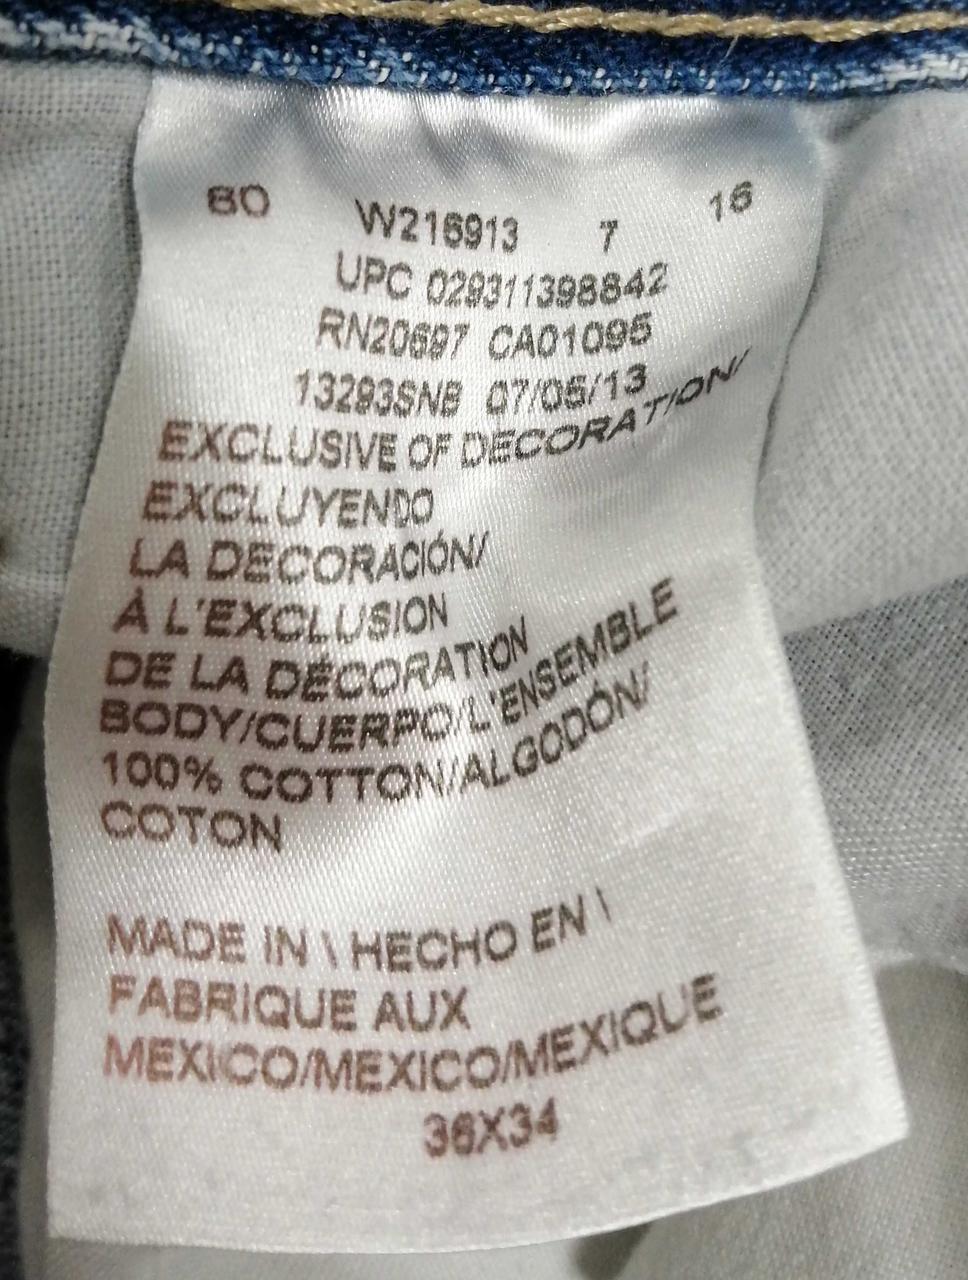 80 W216913 7 16
UPC 029311398842
RN20697 CA01095
13293SNB 07/05/13
EXCLUSIVE OF DECORATION/
EXCLUYENDO
LA DECORACIÓN/
À L'EXCLUSION
DE LA DÉCORATION
BODY/CUERPO/L'ENSEMBLE
100% COTTON/ALGODÓN/
COTON
MADE IN \ HECHO EN \
FABRIQUE AUX
MEXICO/MEXICO/MEXIQUE
36X34